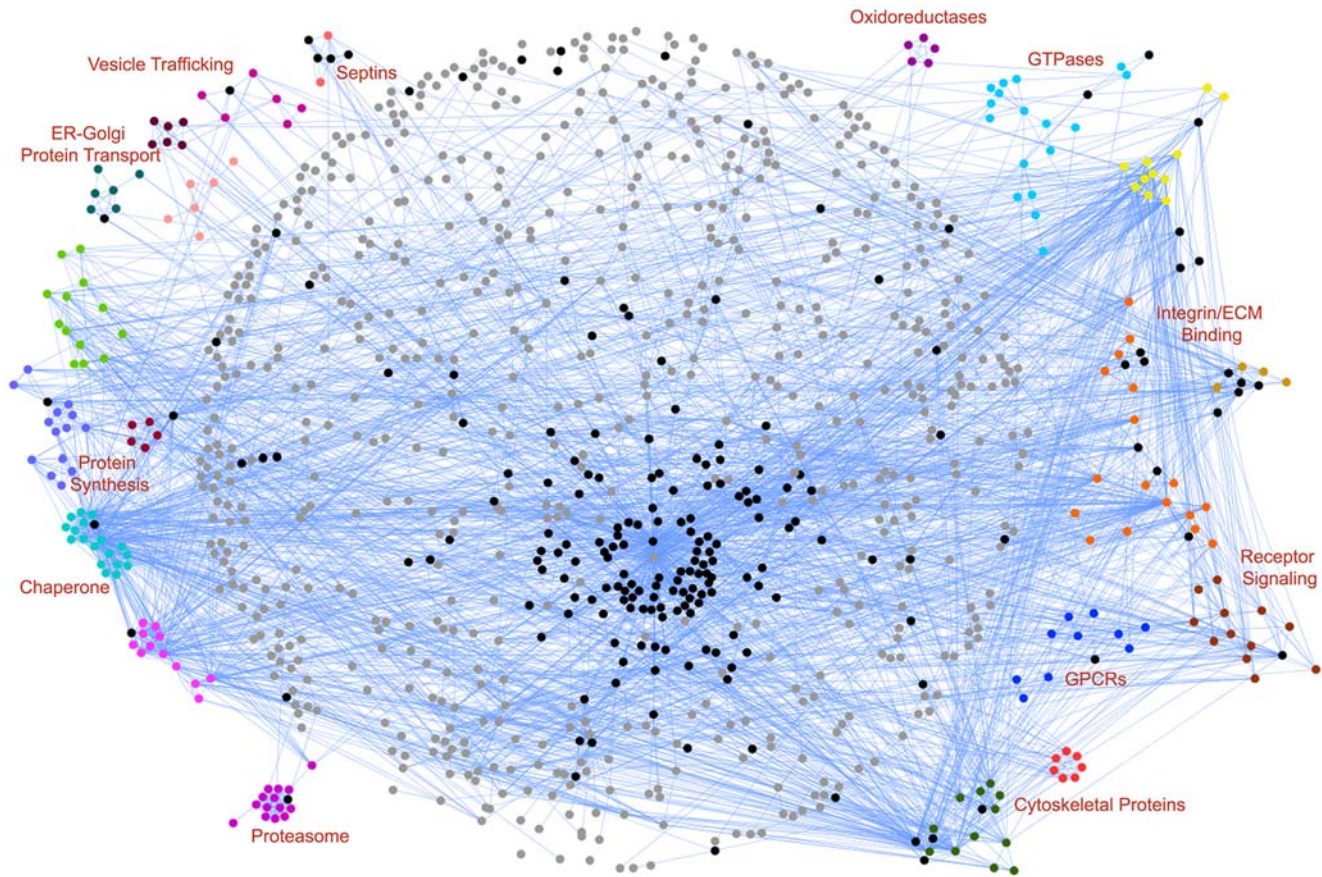 Oxidoreductases
Vesicle Trafficking
Septins
GTPases
ER-Golgi
Protein Transport
Integrin/ECM
Binding
Protein
Synthesis
Chaperone
Receptor
Signaling
GPCRs
Cytoskeletal Proteins
Proteasome